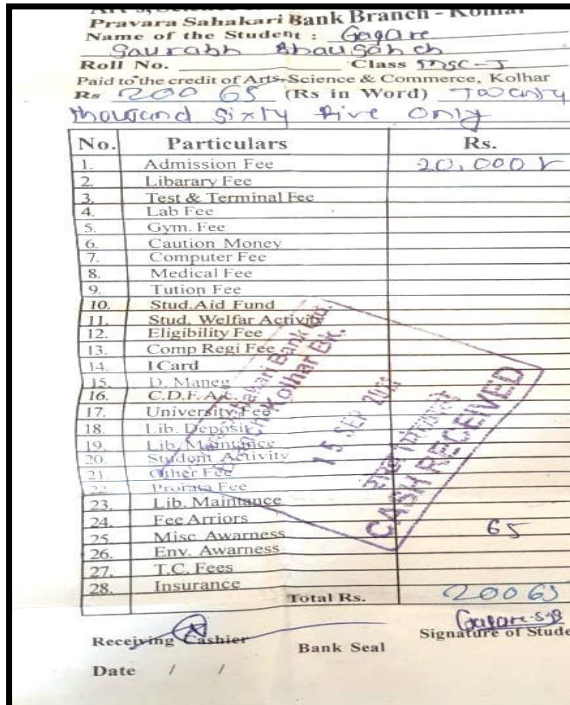 Pravara Sahakari Bank Branch - Kolhar
Name of the Student : Gagare
Saurabh Bhausaheb
Roll No. Class MSC-I
Paid to the credit of Arts, Science & Commerce, Kolhar
Rs 20065 (Rs in Word) Twenty
thousand Sixty Five Only
No. Particulars Rs.
1. Admission Fee 20,000
2. Libarary Fee
3. Test & Terminal Fee
4. Lab Fee
5. Gym. Fee
6. Caution Money
7. Computer Fee
8. Medical Fee
9. Tution Fee
10. Stud.Aid Fund
11. Stud. Welfar Activity
12. Eligibility Fee
13. Comp Regi Fee
14. I Card
15. D. Maneg
16. C.D.F. A/c.
17. University Fee
18. Lib. Deposit
19. Lib. Maintance
20. Student Activity
21. Other Fee
22. Prorata Fee
23. Lib. Maintance
24. Fee Arriors
25. Misc Awarness 65
26. Env. Awarness
27. T.C. Fees
28. Insurance
Total Rs. 20065
Sahakari Bank Ltd.
Kolhar Bk.
15 SEP
CASH RECEIVED
Gagare S.B
Receiving Cashier Bank Seal Signature of Stude
Date / /